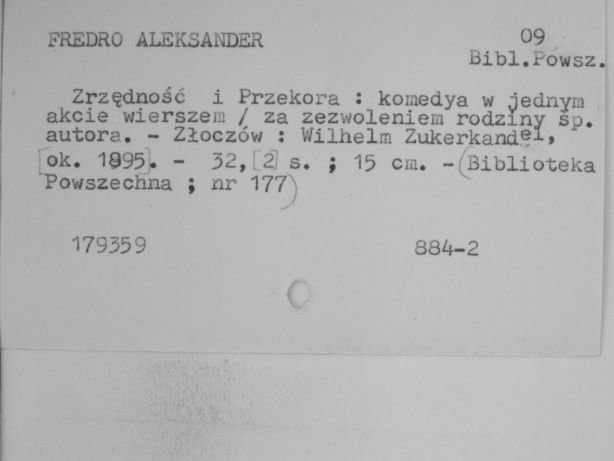 FREDRO ALEKSANDER
09
Bibl.Powsz.
Zrzędność i Przekora : komedya w jednym
akcie wierszem / za zezwoleniem rodziny śp.
autora. - Złoczów : Wilhelm Zukerkandel,
[ok. 1895]. - 32,[2] s. ; 15 cm. -(Biblioteka
Powszechna ; nr 177)
179359
884-2